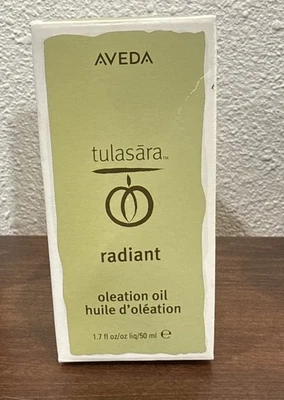 AVEDA
tulasāra™
radiant
oleation oil
huile d'oléation
1.7 fl oz/oz liq/50 ml ℮